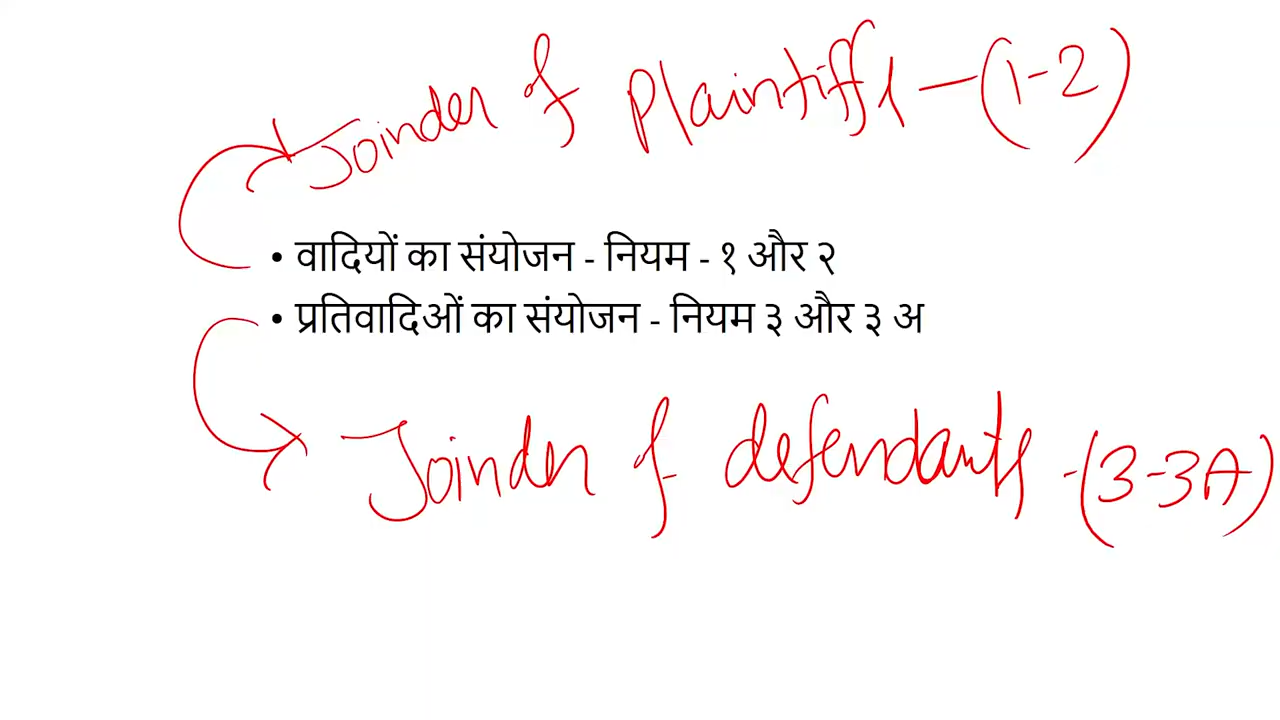 Joinder of Plaintiffs - (1-2)
• वादियों का संयोजन - नियम - १ और २
• प्रतिवादिओं का संयोजन - नियम ३ और ३ अ
Joinder of defendants - (3-3A)